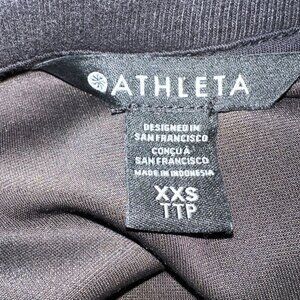 ATHLETA
DESIGNED IN
SAN FRANCISCO
CONÇU À
SAN FRANCISCO
MADE IN INDONESIA
XXS
TTP